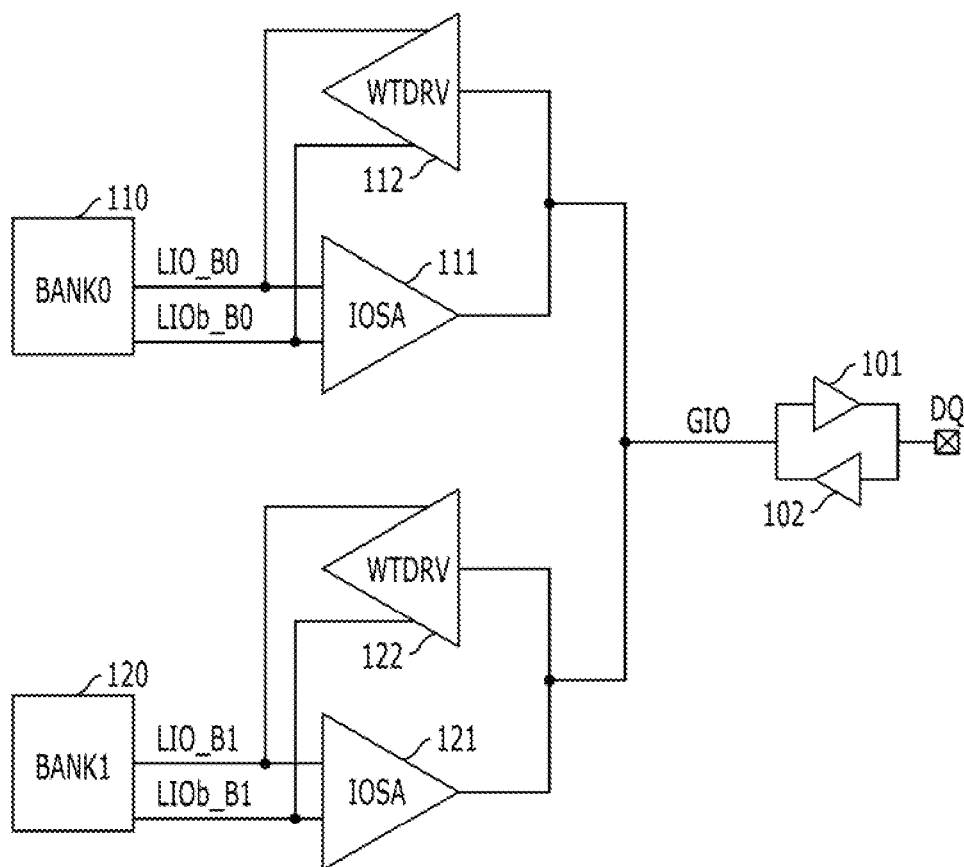 WTDRV
112
110
BANK0
LIO_B0
LIOb_B0
111
IOSA
101
GIO
DQ
102
WTDRV
122
120
BANK1
LIO_B1
LIOb_B1
121
IOSA